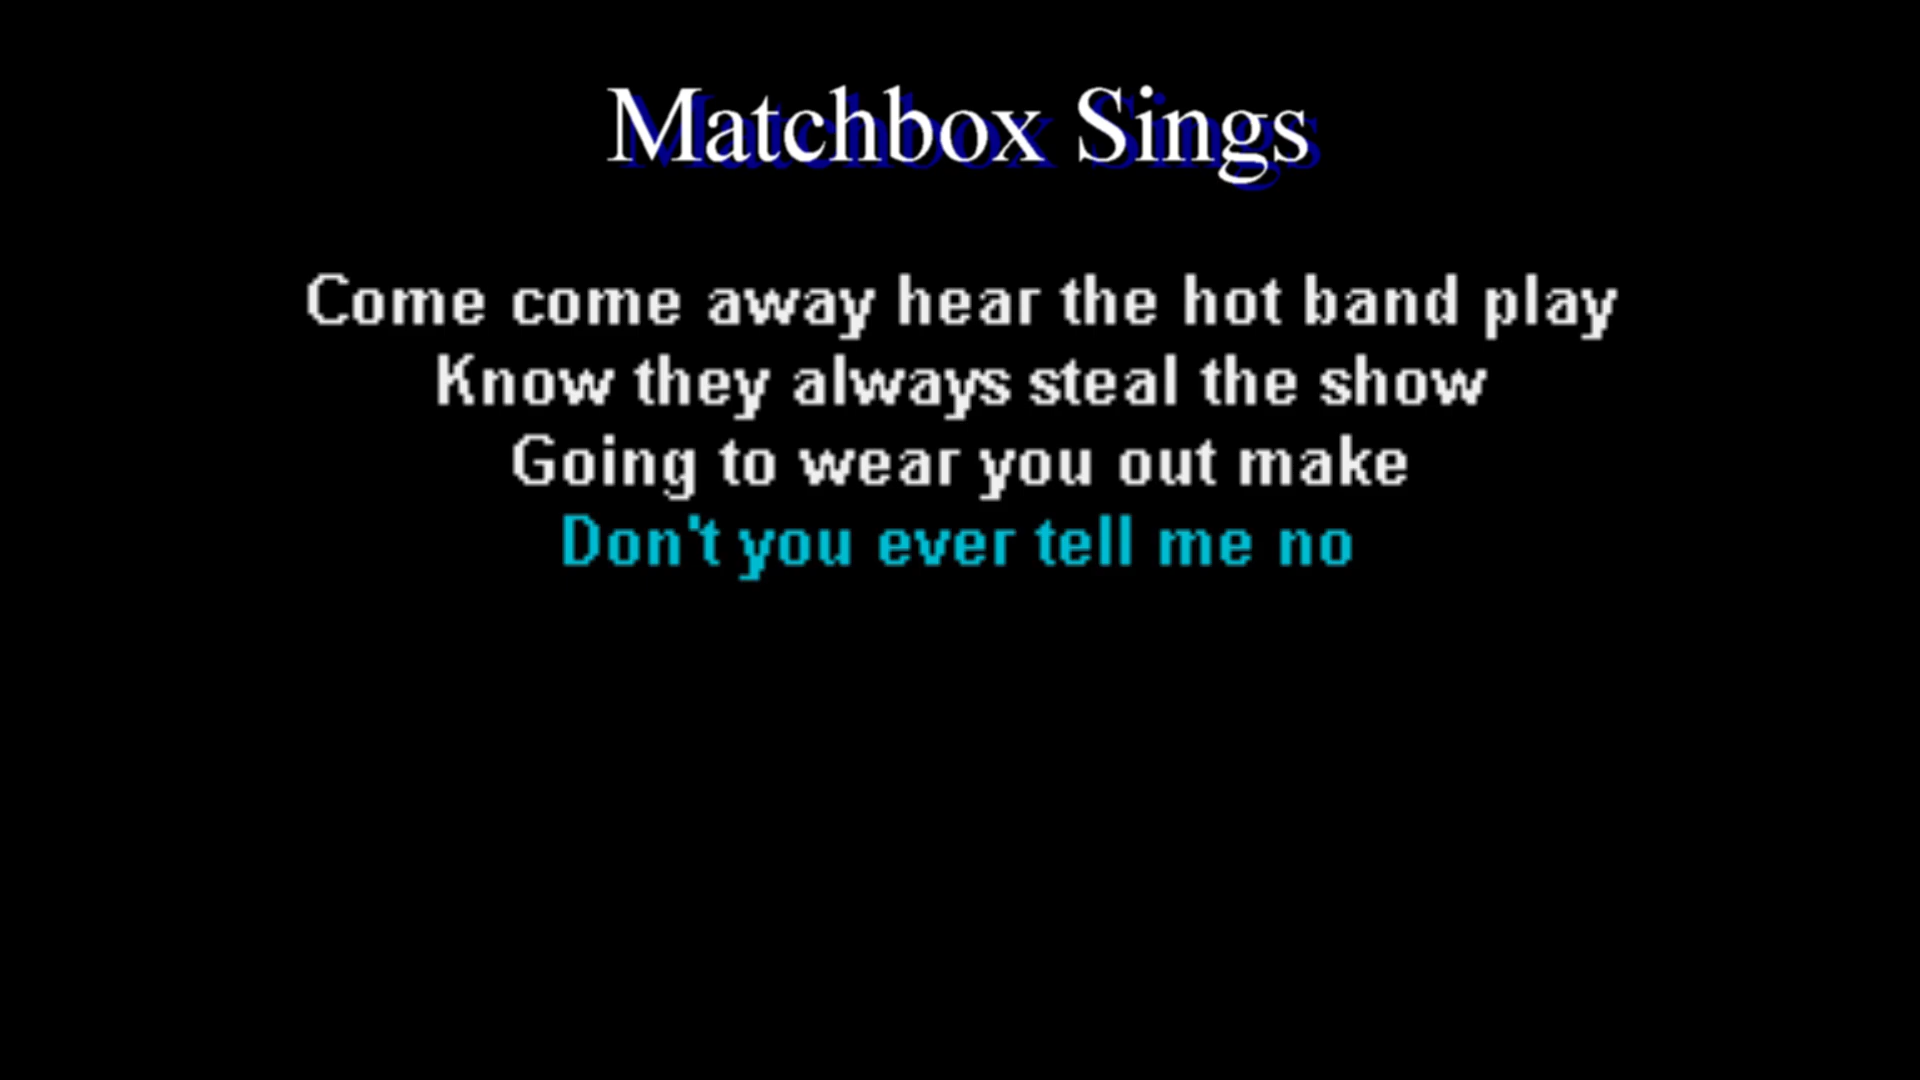 Matchbox Sings
Come come away hear the hot band play
Know they always steal the show
Going to wear you out make
Don't you ever tell me no